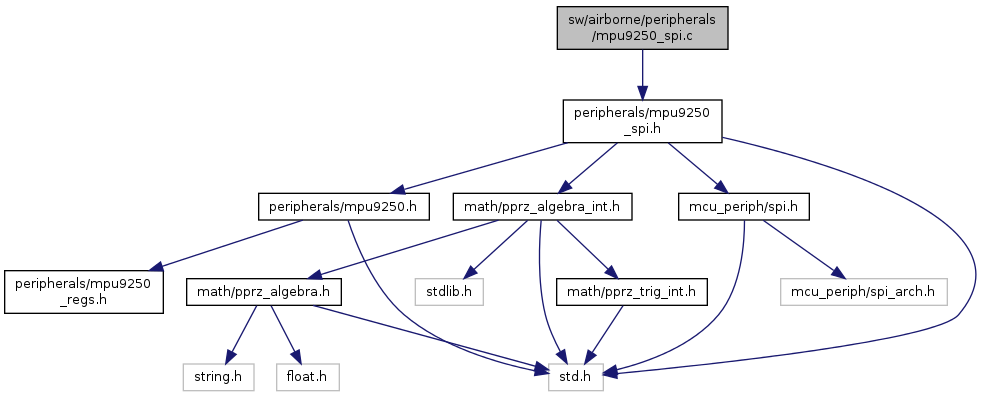 sw/airborne/peripherals
/mpu9250_spi.c
peripherals/mpu9250
_spi.h
peripherals/mpu9250.h
math/pprz_algebra_int.h
mcu_periph/spi.h
peripherals/mpu9250
_regs.h
math/pprz_algebra.h
stdlib.h
math/pprz_trig_int.h
mcu_periph/spi_arch.h
string.h
float.h
std.h